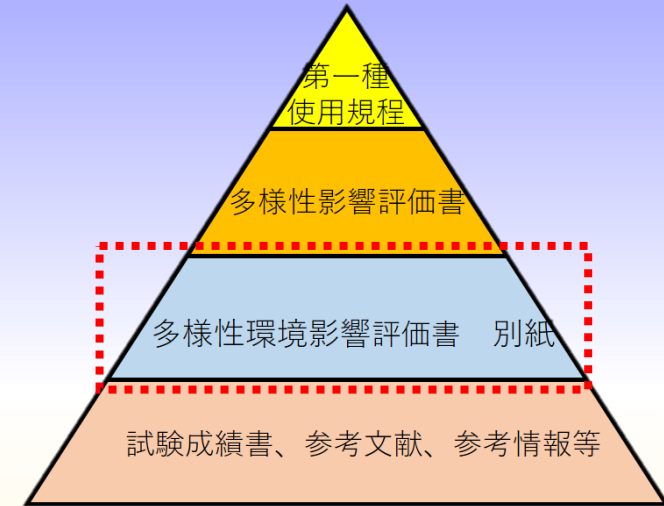 第一種
使用規程
多様性影響評価書
多様性環境影響評価書　別紙
試験成績書、参考文献、参考情報等